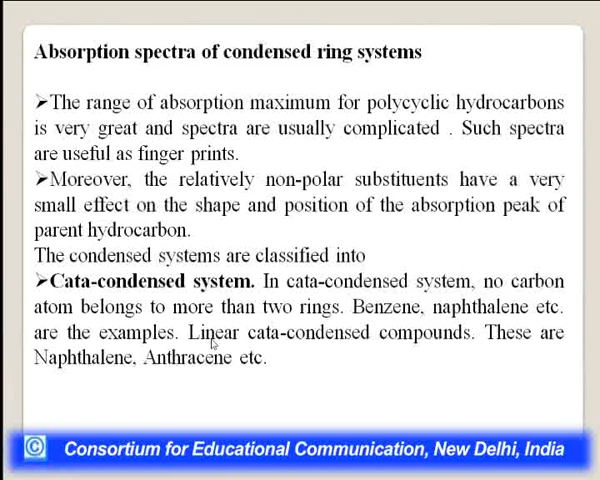 Absorption spectra of condensed ring systems
➢The range of absorption maximum for polycyclic hydrocarbons
is very great and spectra are usually complicated . Such spectra
are useful as finger prints.
➢Moreover, the relatively non-polar substituents have a very
small effect on the shape and position of the absorption peak of
parent hydrocarbon.
The condensed systems are classified into
➢Cata-condensed system. In cata-condensed system, no carbon
atom belongs to more than two rings. Benzene, naphthalene etc.
are the examples. Linear cata-condensed compounds. These are
Naphthalene, Anthracene etc.
© Consortium for Educational Communication, New Delhi, India